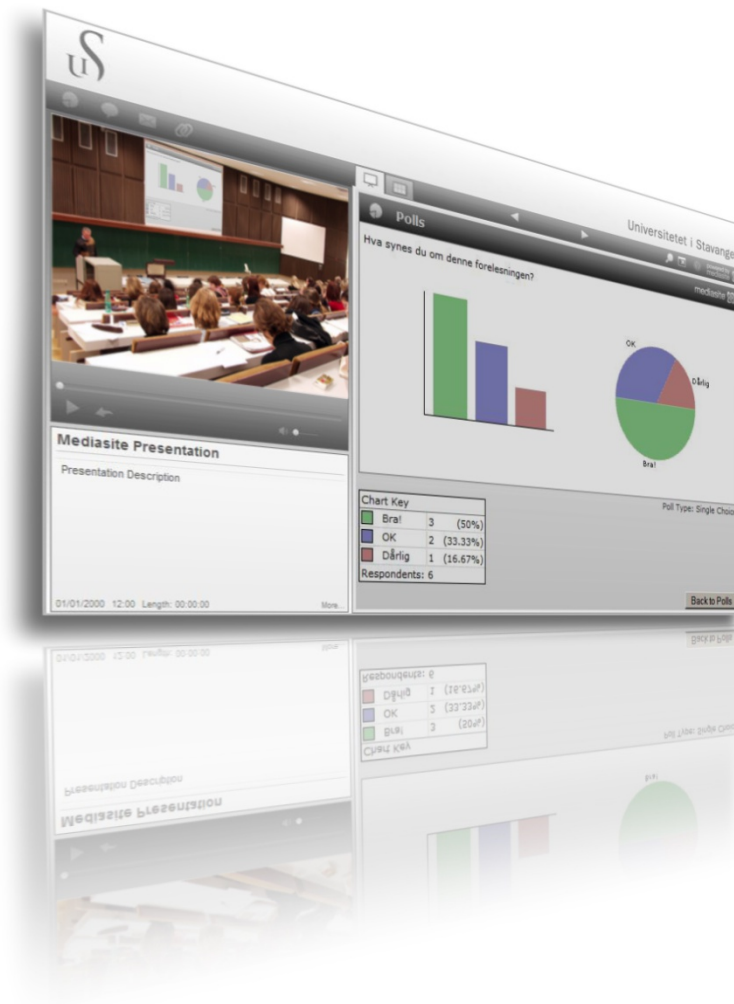 uS
Polls
Universitetet i Stavange
mediasite
Hva synes du om denne forelesningen?
OK
Dårlig
Bra!
Mediasite Presentation
Presentation Description
01/01/2000 12:00 Length: 00:00:00 More...
Chart Key
Bra! 3 (50%)
OK 2 (33.33%)
Dårlig 1 (16.67%)
Respondents: 6
Poll Type: Single Choic
Back to Polls